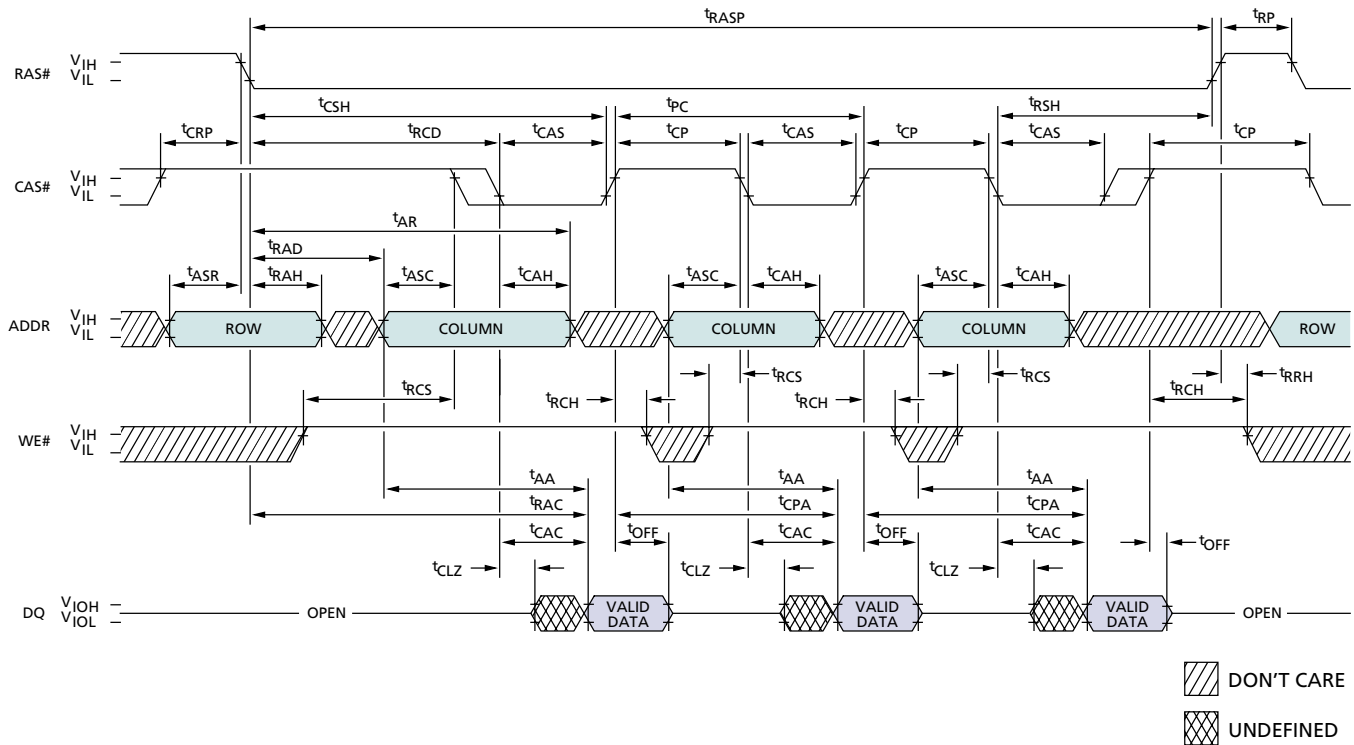 tRASP tRP
RAS# VIH
VIL
tCSH tPC tRSH
tCRP tRCD tCAS tCP tCAS tCP tCAS tCP
CAS# VIH
VIL
tAR
tRAD
tASR tRAH tASC tCAH tASC tCAH tASC tCAH
ADDR VIH
VIL
ROW COLUMN COLUMN COLUMN ROW
tRCS tRCH tRCS tRCH tRCS tRCH tRRH
WE# VIH
VIL
tAA tAA tAA
tRAC tCPA tCPA
tCAC tOFF tCAC tOFF tCAC tOFF
tCLZ tCLZ tCLZ
DQ VIOH
VIOL
OPEN VALID DATA VALID DATA VALID DATA OPEN
DON'T CARE
UNDEFINED